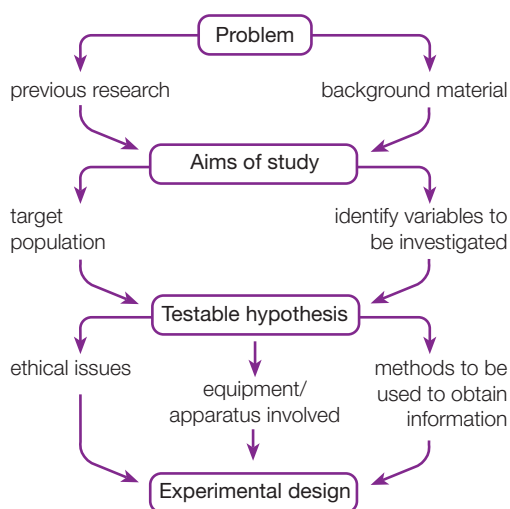 Problem
previous research
background material
Aims of study
target
population
identify variables to
be investigated
Testable hypothesis
ethical issues
equipment/
apparatus involved
methods to be
used to obtain
information
Experimental design